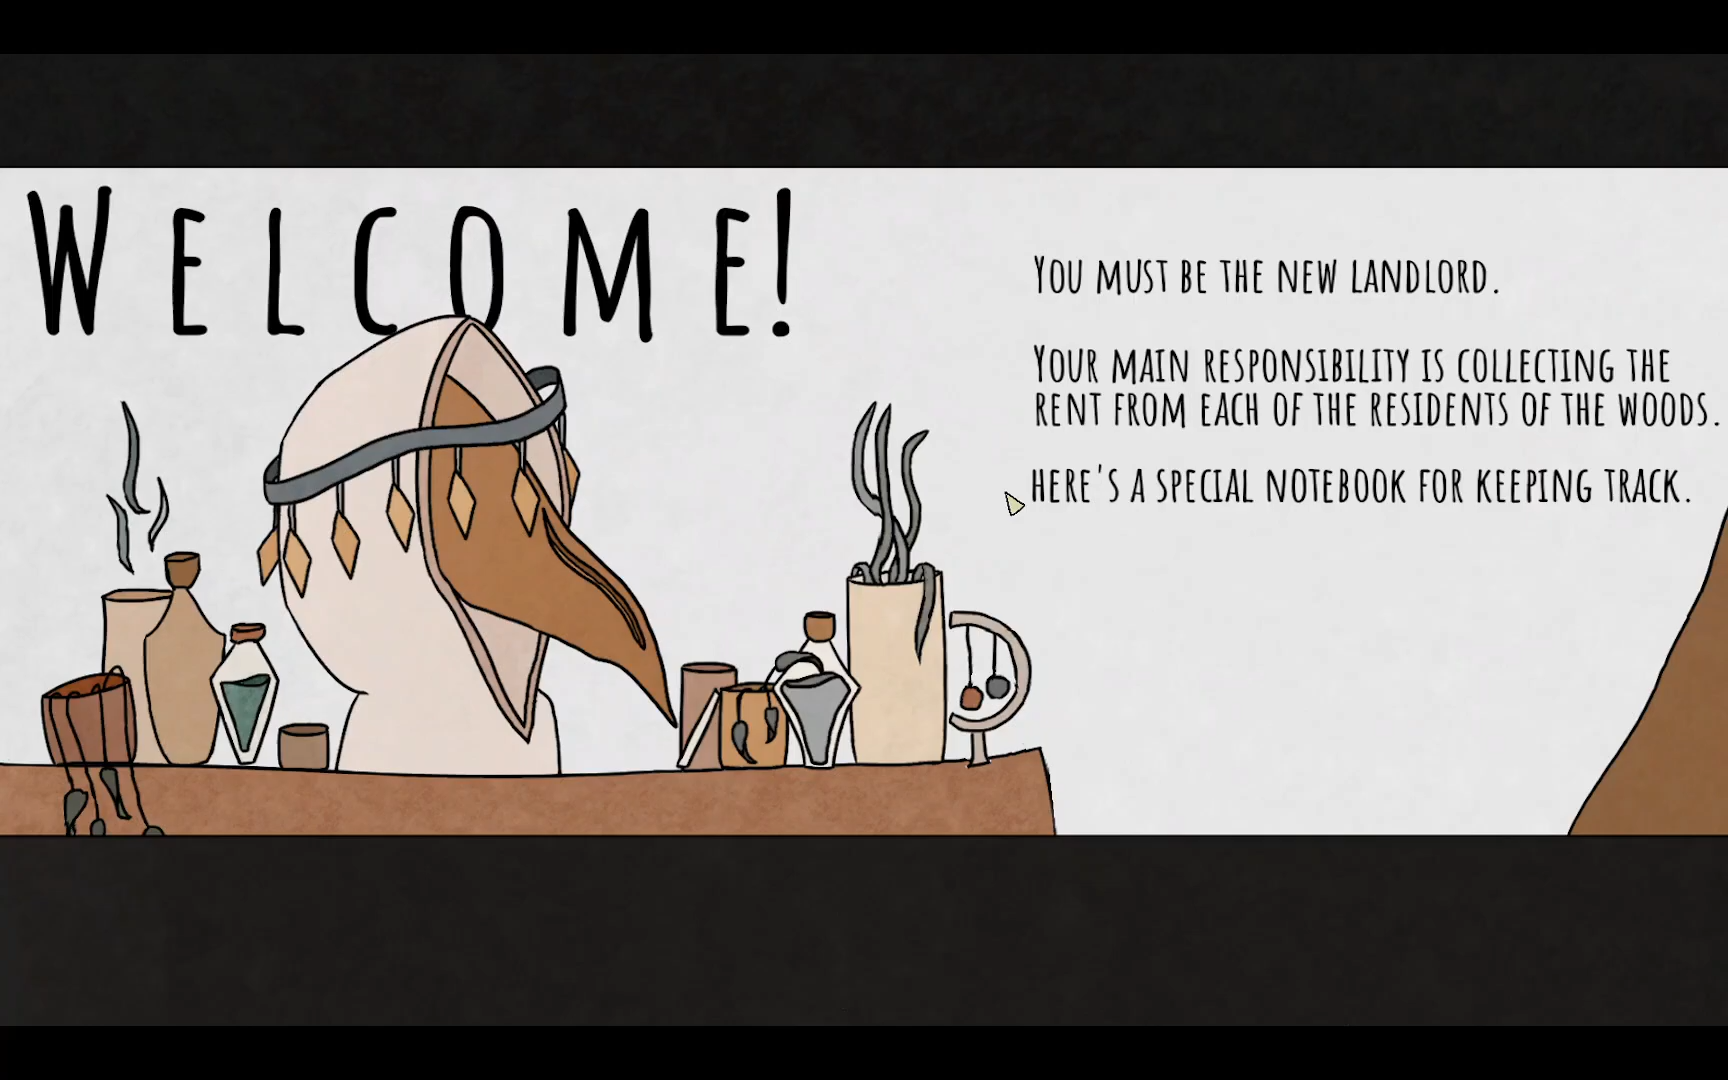 WELCOME!
YOU MUST BE THE NEW LANDLORD.
YOUR MAIN RESPONSIBILITY IS COLLECTING THE
RENT FROM EACH OF THE RESIDENTS OF THE WOODS.
HERE'S A SPECIAL NOTEBOOK FOR KEEPING TRACK.